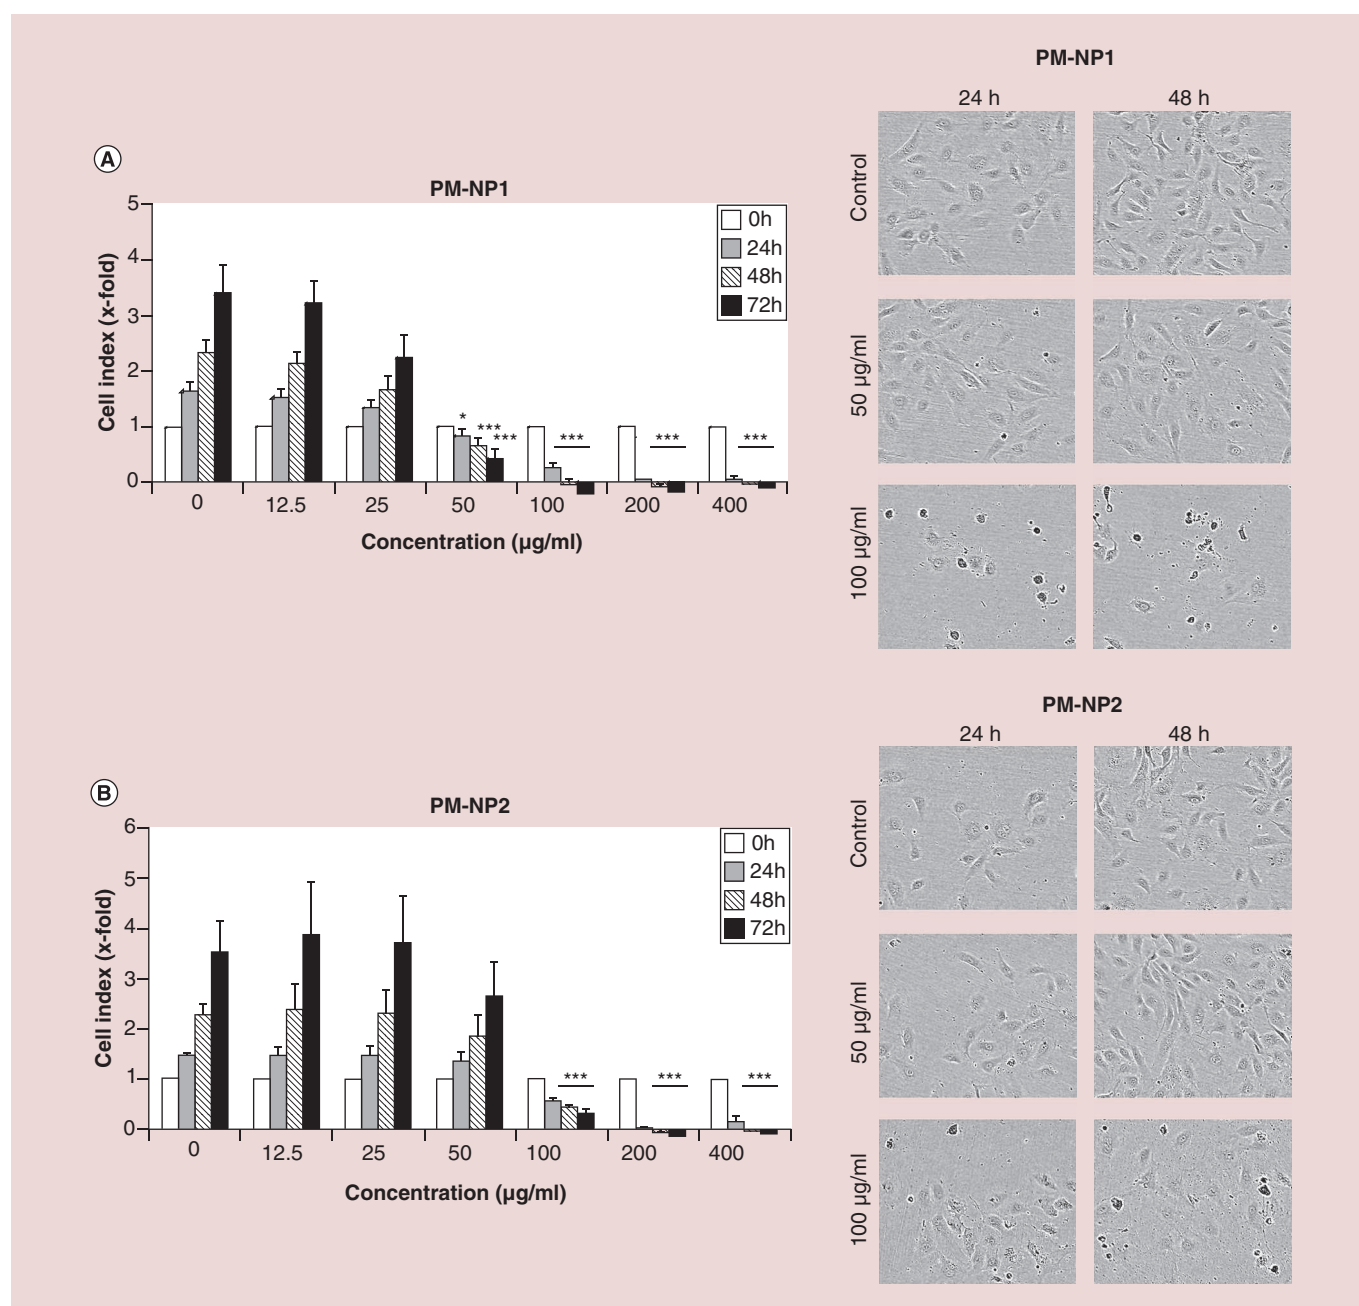 A
PM-NP1
5
4
3
2
1
0
Cell index (x-fold)
0h
24h
48h
72h
*
***
***
***
***
***
0 12.5 25 50 100 200 400
Concentration (µg/ml)
PM-NP1
24 h 48 h
Control
50 µg/ml
100 µg/ml
B
PM-NP2
6
5
4
3
2
1
0
Cell index (x-fold)
0h
24h
48h
72h
***
***
***
0 12.5 25 50 100 200 400
Concentration (µg/ml)
PM-NP2
24 h 48 h
Control
50 µg/ml
100 µg/ml